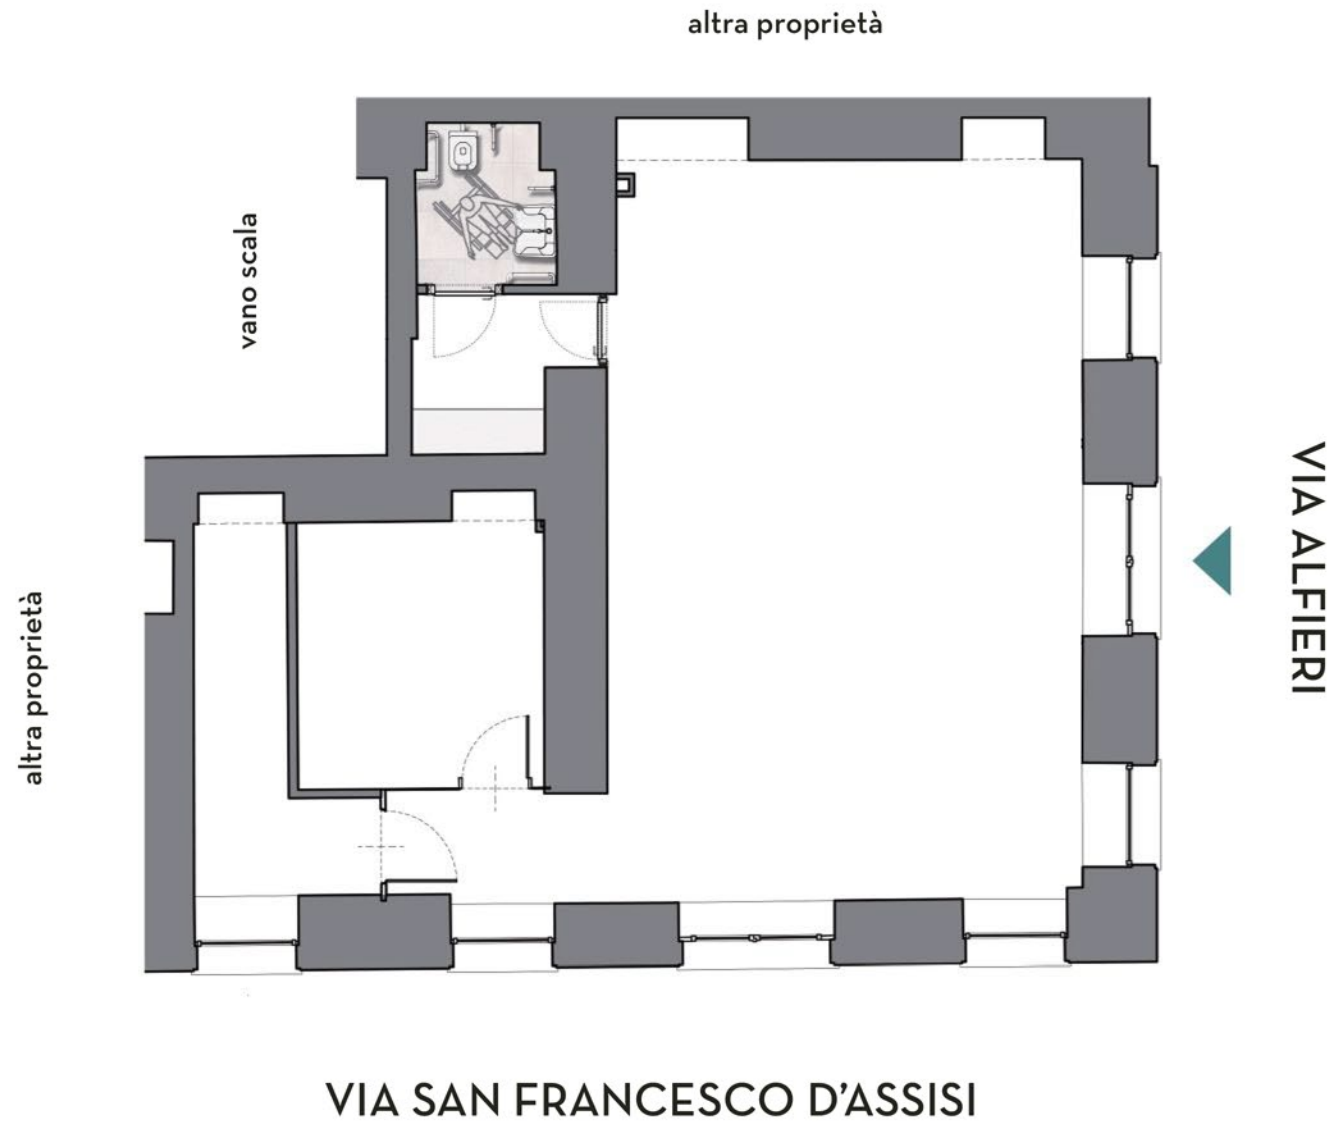 altra proprietà
vano scala
VIA ALFIERI
altra proprietà
VIA SAN FRANCESCO D'ASSISI